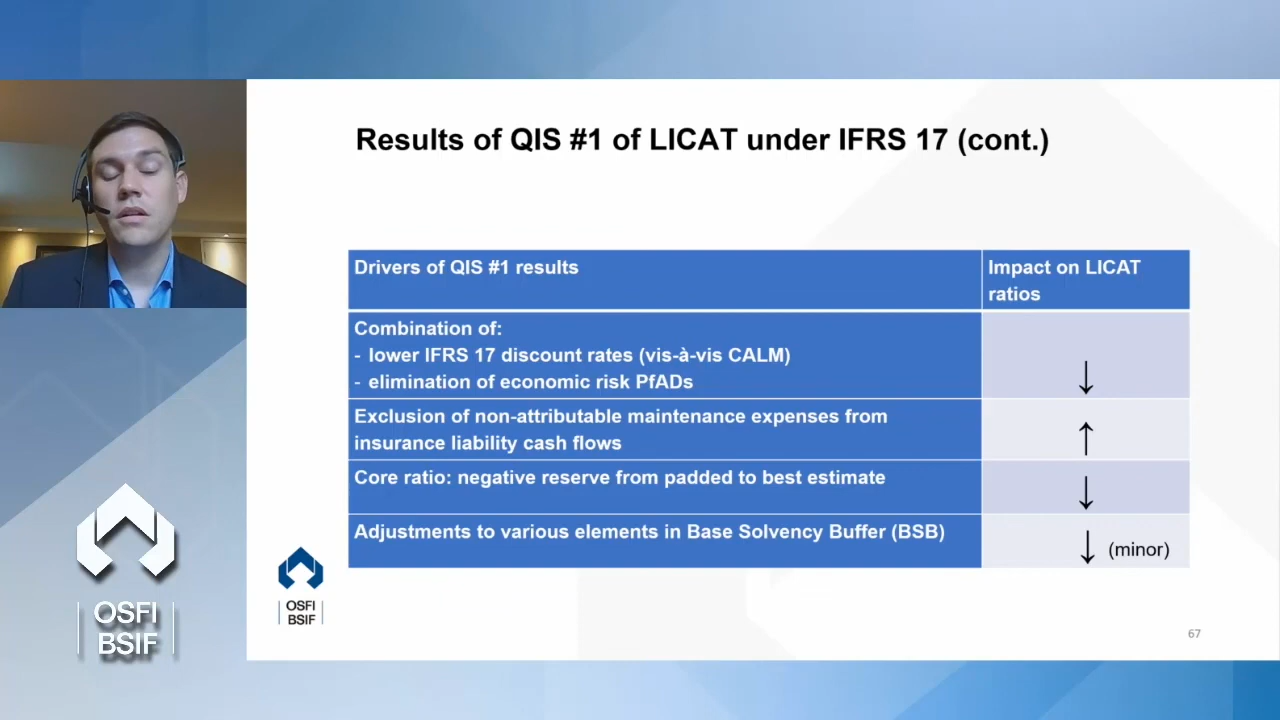 Results of QIS #1 of LICAT under IFRS 17 (cont.)
Drivers of QIS #1 results
Impact on LICAT
ratios
Combination of:
- lower IFRS 17 discount rates (vis-à-vis CALM)
- elimination of economic risk PfADs
↓
Exclusion of non-attributable maintenance expenses from
insurance liability cash flows
↑
Core ratio: negative reserve from padded to best estimate
↓
Adjustments to various elements in Base Solvency Buffer (BSB)
↓ (minor)
OSFI
BSIF
67
OSFI
BSIF